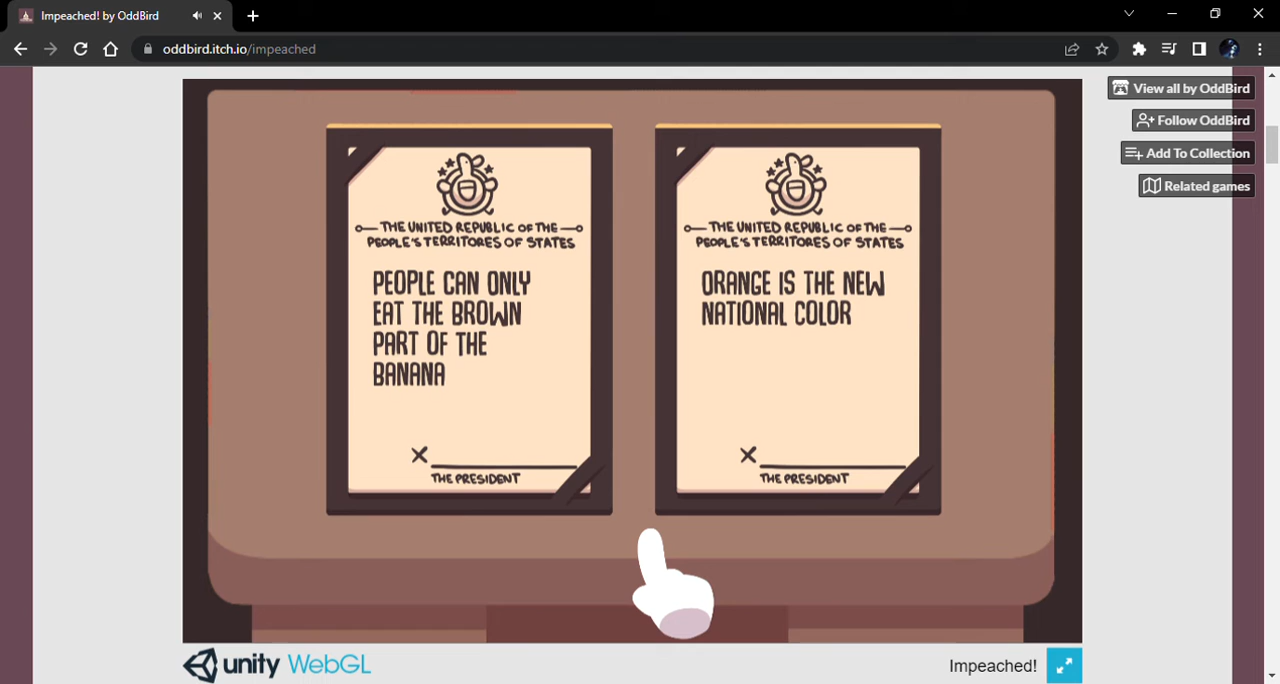 Impeached! by OddBird
oddbird.itch.io/impeached
View all by OddBird
Follow OddBird
Add To Collection
Related games
THE UNITED REPUBLIC OF THE
PEOPLE'S TERRITORES OF STATES
PEOPLE CAN ONLY
EAT THE BROWN
PART OF THE
BANANA
X
THE PRESIDENT
THE UNITED REPUBLIC OF THE
PEOPLE'S TERRITORES OF STATES
ORANGE IS THE NEW
NATIONAL COLOR
X
THE PRESIDENT
unity WebGL
Impeached!